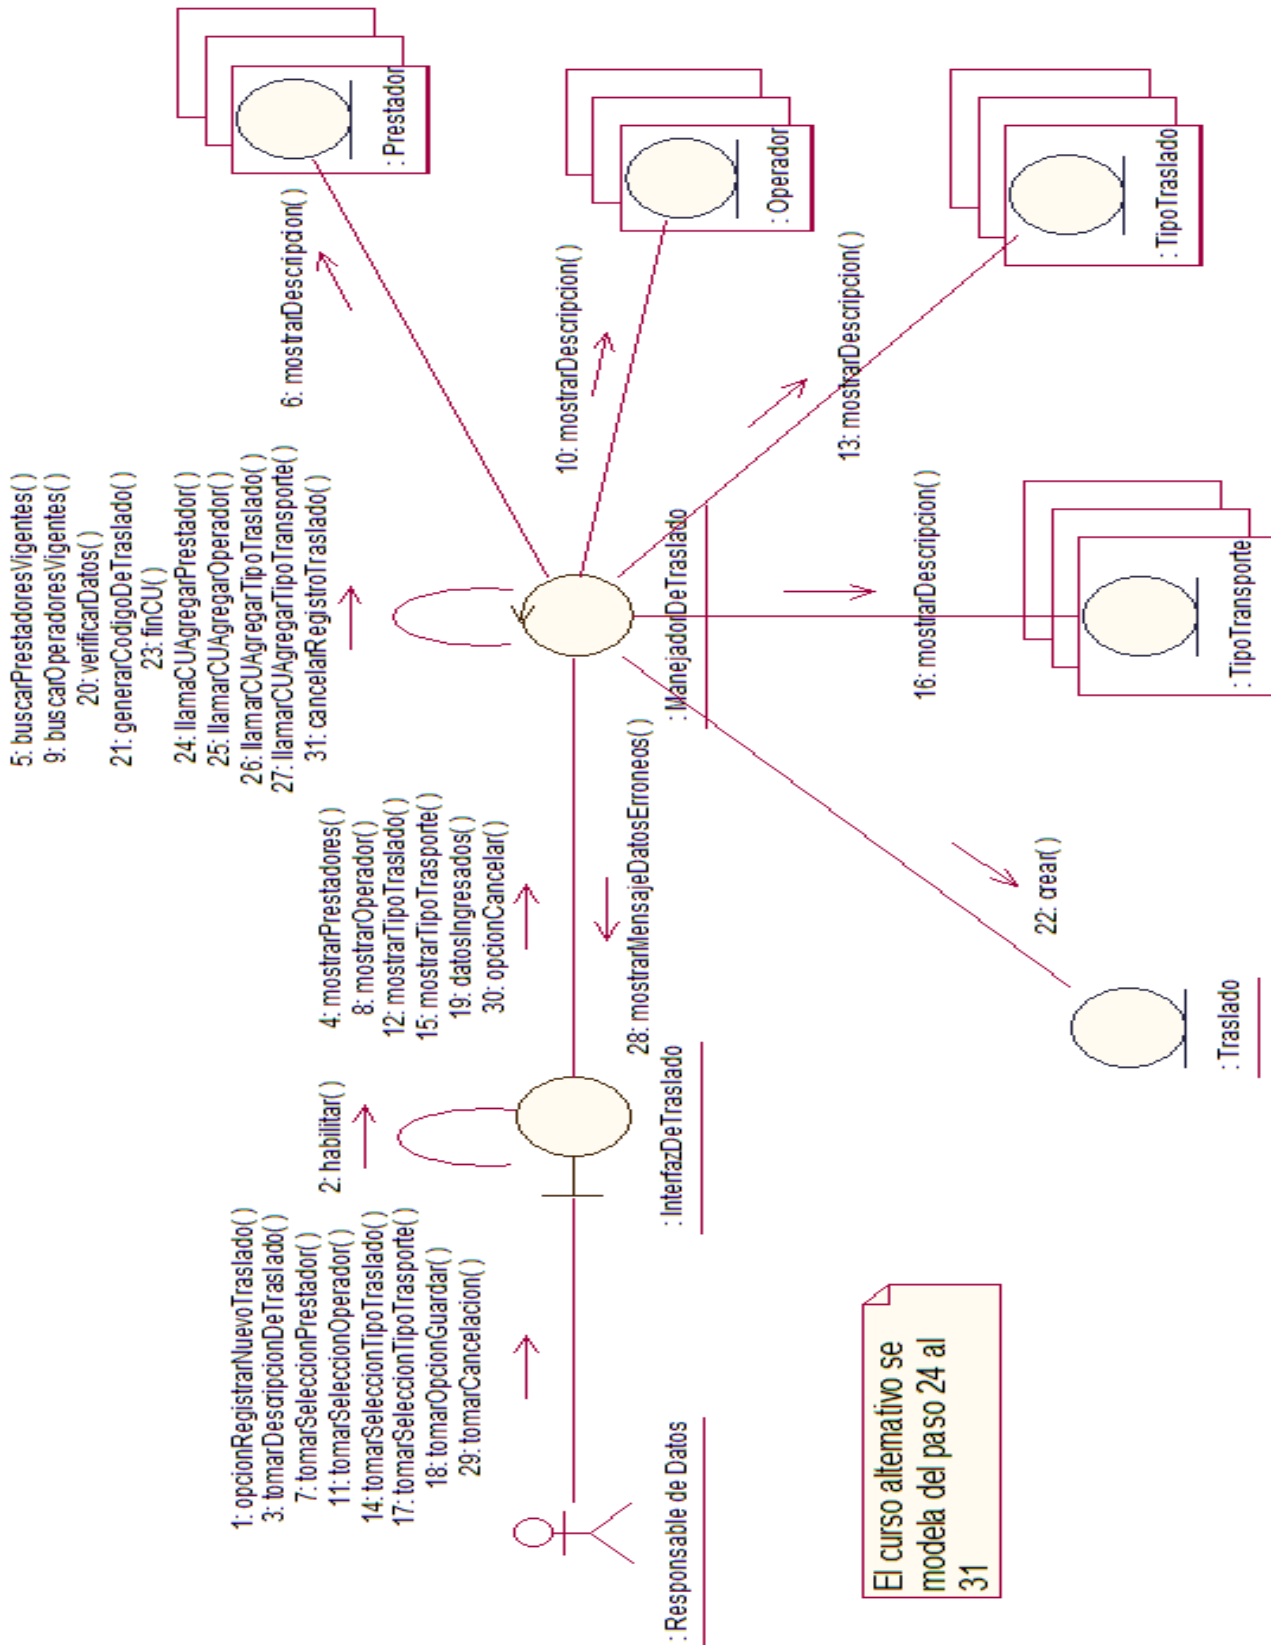 1: opcionRegistrarNuevoTraslado( )
3: tomarDescripcionDeTraslado( )
7: tomarSeleccionPrestador( )
11: tomarSeleccionOperador( )
14: tomarSeleccionTipoTraslado( )
17: tomarSeleccionTipoTrasporte( )
18: tomarOpcionGuardar( )
29: tomarCancelacion( )
: Responsable de Datos
2: habilitar( )
: InterfazDeTraslado
4: mostrarPrestadores( )
8: mostrarOperador( )
12: mostrarTipoTraslado( )
15: mostrarTipoTrasporte( )
19: datosIngresados( )
30: opcionCancelar( )
28: mostrarMensajeDatosErroneos( )
5: buscarPrestadoresVigentes( )
9: buscarOperadoresVigentes( )
20: verificarDatos( )
21: generarCodigoDeTraslado( )
23: finCU( )
24: llamaCUAgregarPrestador( )
25: llamarCUAgregarOperador( )
26: llamarCUAgregarTipoTraslado( )
27: llamarCUAgregarTipoTransporte( )
31: cancelarRegistroTraslado( )
: ManejadorDeTraslado
6: mostrarDescripcion( )
: Prestador
10: mostrarDescripcion( )
: Operador
13: mostrarDescripcion( )
: TipoTraslado
16: mostrarDescripcion( )
: TipoTransporte
22: crear( )
: Traslado
El curso alternativo se
modela del paso 24 al
31